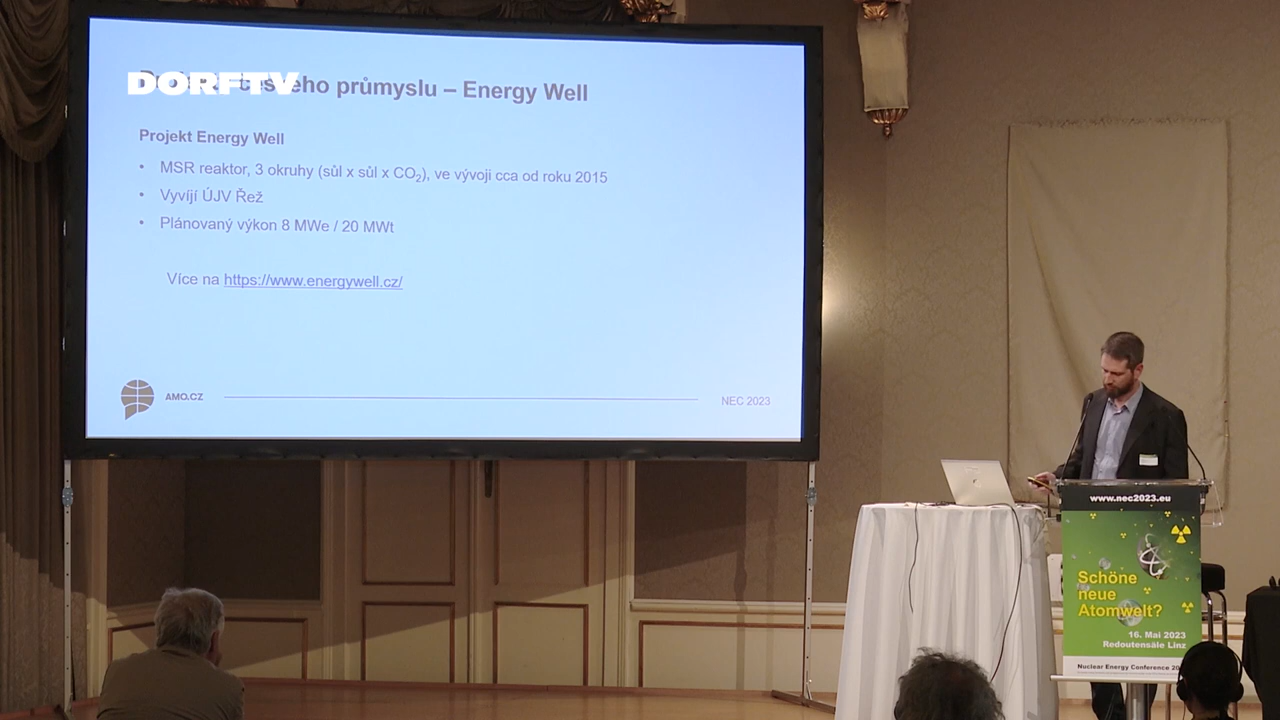 DORFTV
průmyslu – Energy Well
Projekt Energy Well
• MSR reaktor, 3 okruhy (sůl x sůl x CO₂), ve vývoji cca od roku 2015
• Vyvíjí ÚJV Řež
• Plánovaný výkon 8 MWe / 20 MWt
Více na https://www.energywell.cz/
AMO.CZ
NEC 2023
www.nec2023.eu
Schöne
neue
Atomwelt?
16. Mai 2023
Redoutensäle Linz
Nuclear Energy Conference